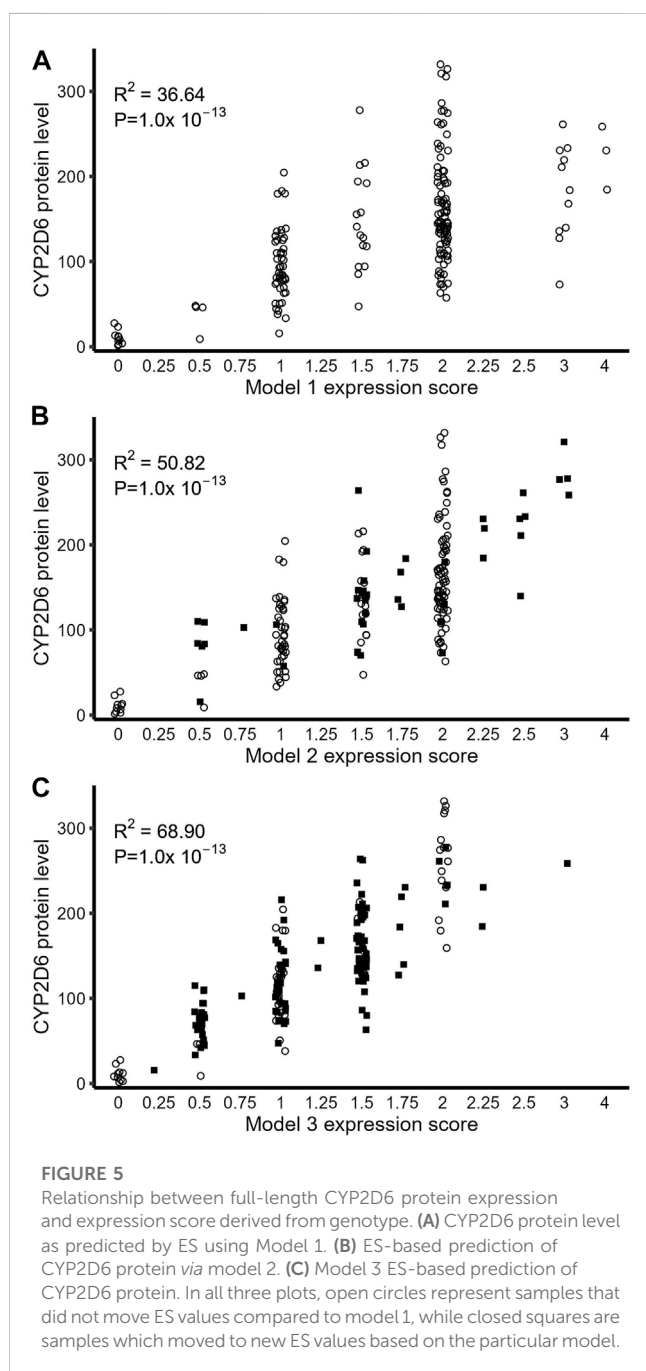 A
R² = 36.64
P=1.0x 10⁻¹³
CYP2D6 protein level
300
200
100
0
0 0.25 0.5 0.75 1 1.25 1.5 1.75 2 2.25 2.5 3 4
Model 1 expression score
B
R² = 50.82
P=1.0x 10⁻¹³
CYP2D6 protein level
300
200
100
0
0 0.25 0.5 0.75 1 1.25 1.5 1.75 2 2.25 2.5 3 4
Model 2 expression score
C
R² = 68.90
P=1.0x 10⁻¹³
CYP2D6 protein level
300
200
100
0
0 0.25 0.5 0.75 1 1.25 1.5 1.75 2 2.25 2.5 3 4
Model 3 expression score
FIGURE 5
Relationship between full-length CYP2D6 protein expression
and expression score derived from genotype. (A) CYP2D6 protein level
as predicted by ES using Model 1. (B) ES-based prediction of
CYP2D6 protein via model 2. (C) Model 3 ES-based prediction of
CYP2D6 protein. In all three plots, open circles represent samples that
did not move ES values compared to model 1, while closed squares are
samples which moved to new ES values based on the particular model.